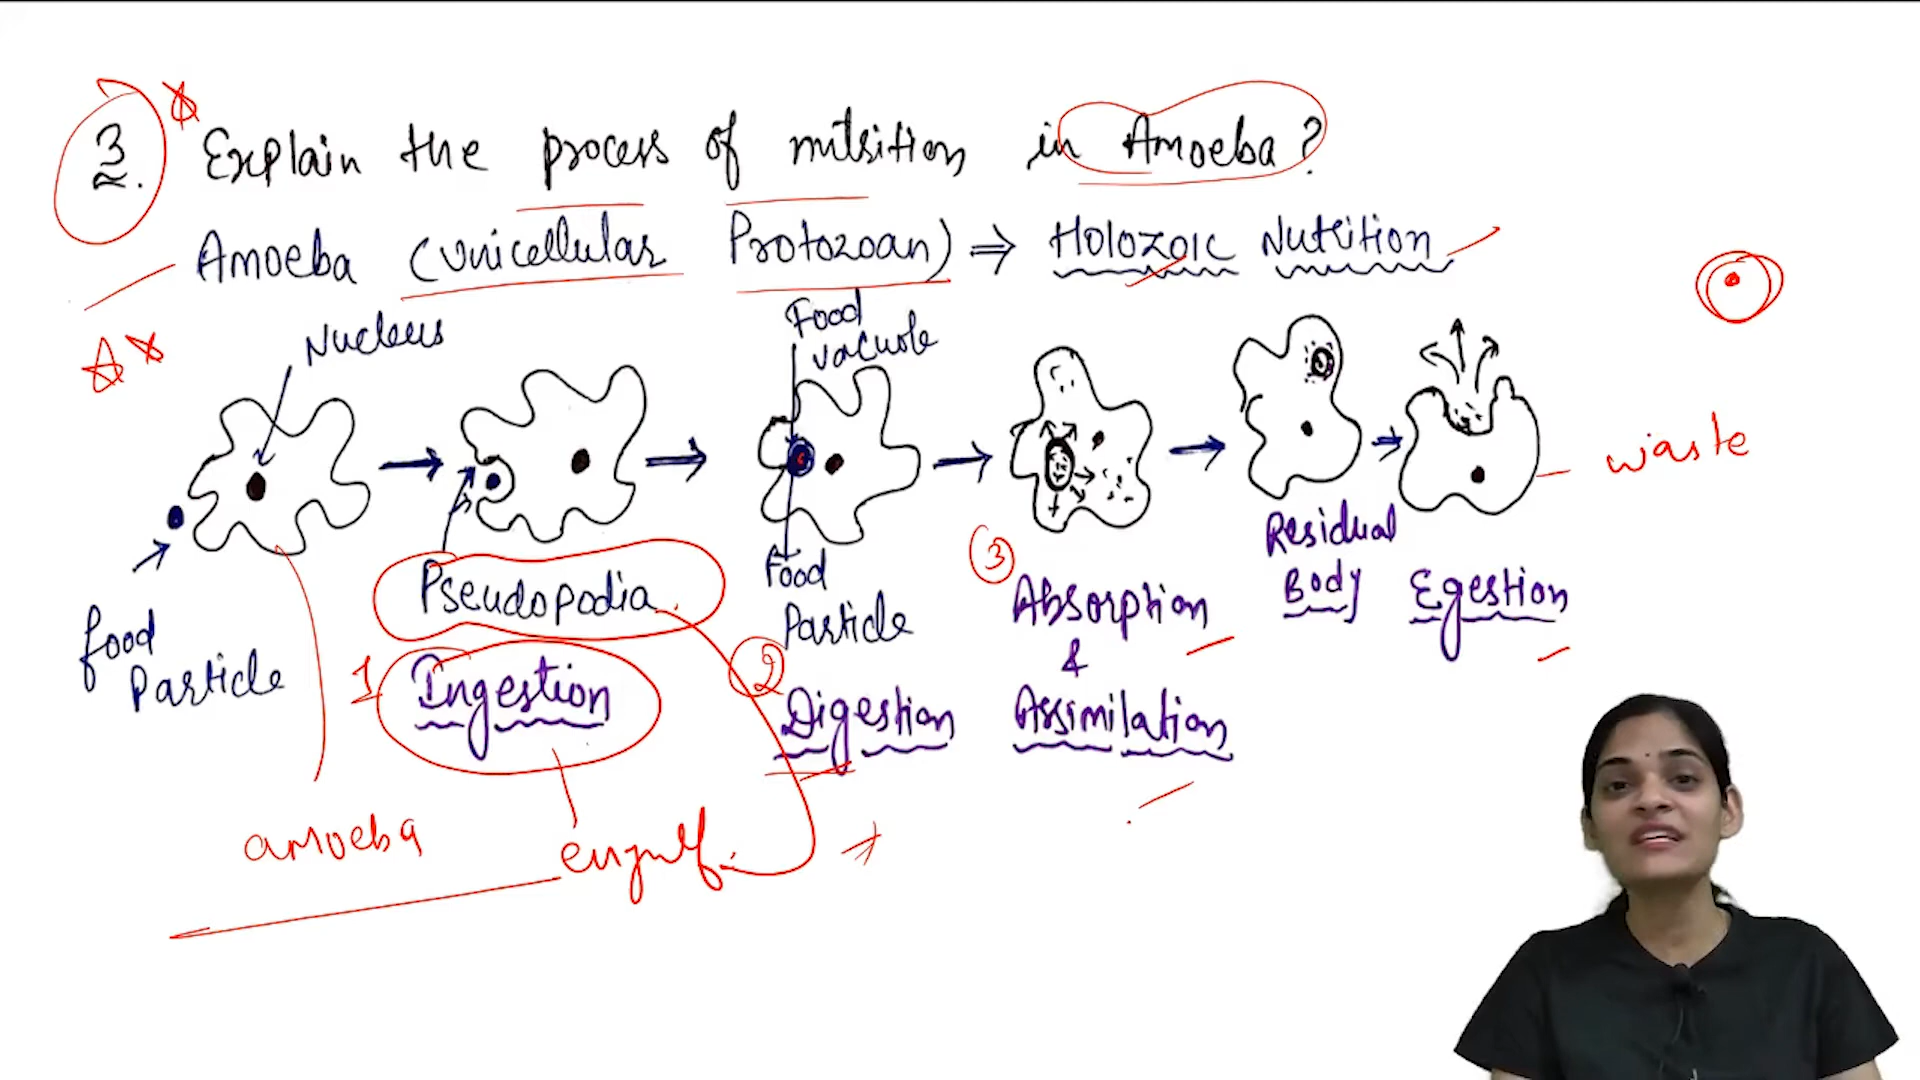 3. Explain the process of nutrition in Amoeba?
Amoeba (unicellular Protozoan) ⇒ Holozoic Nutrition
Nucleus
Food vacuole
waste
food Particle
Pseudopodia
Food Particle
3
Absorption & Assimilation
Residual Body
Egestion
1 Ingestion
2 Digestion
amoeba
engulf